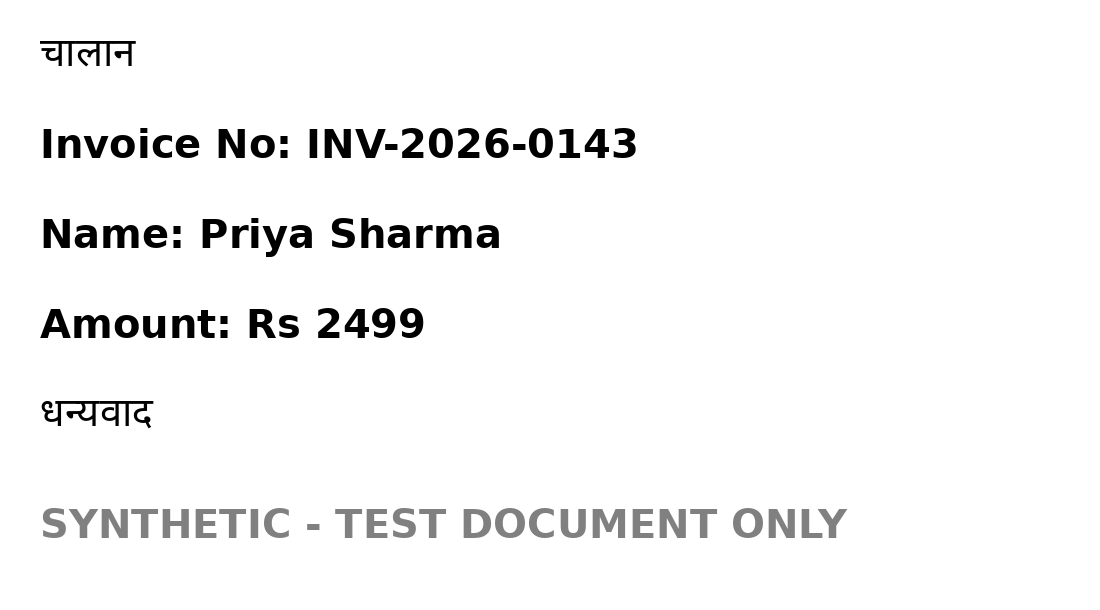 चालान
Invoice No: INV-2026-0143
Name: Priya Sharma
Amount: Rs 2499
धन्यवाद
SYNTHETIC - TEST DOCUMENT ONLY